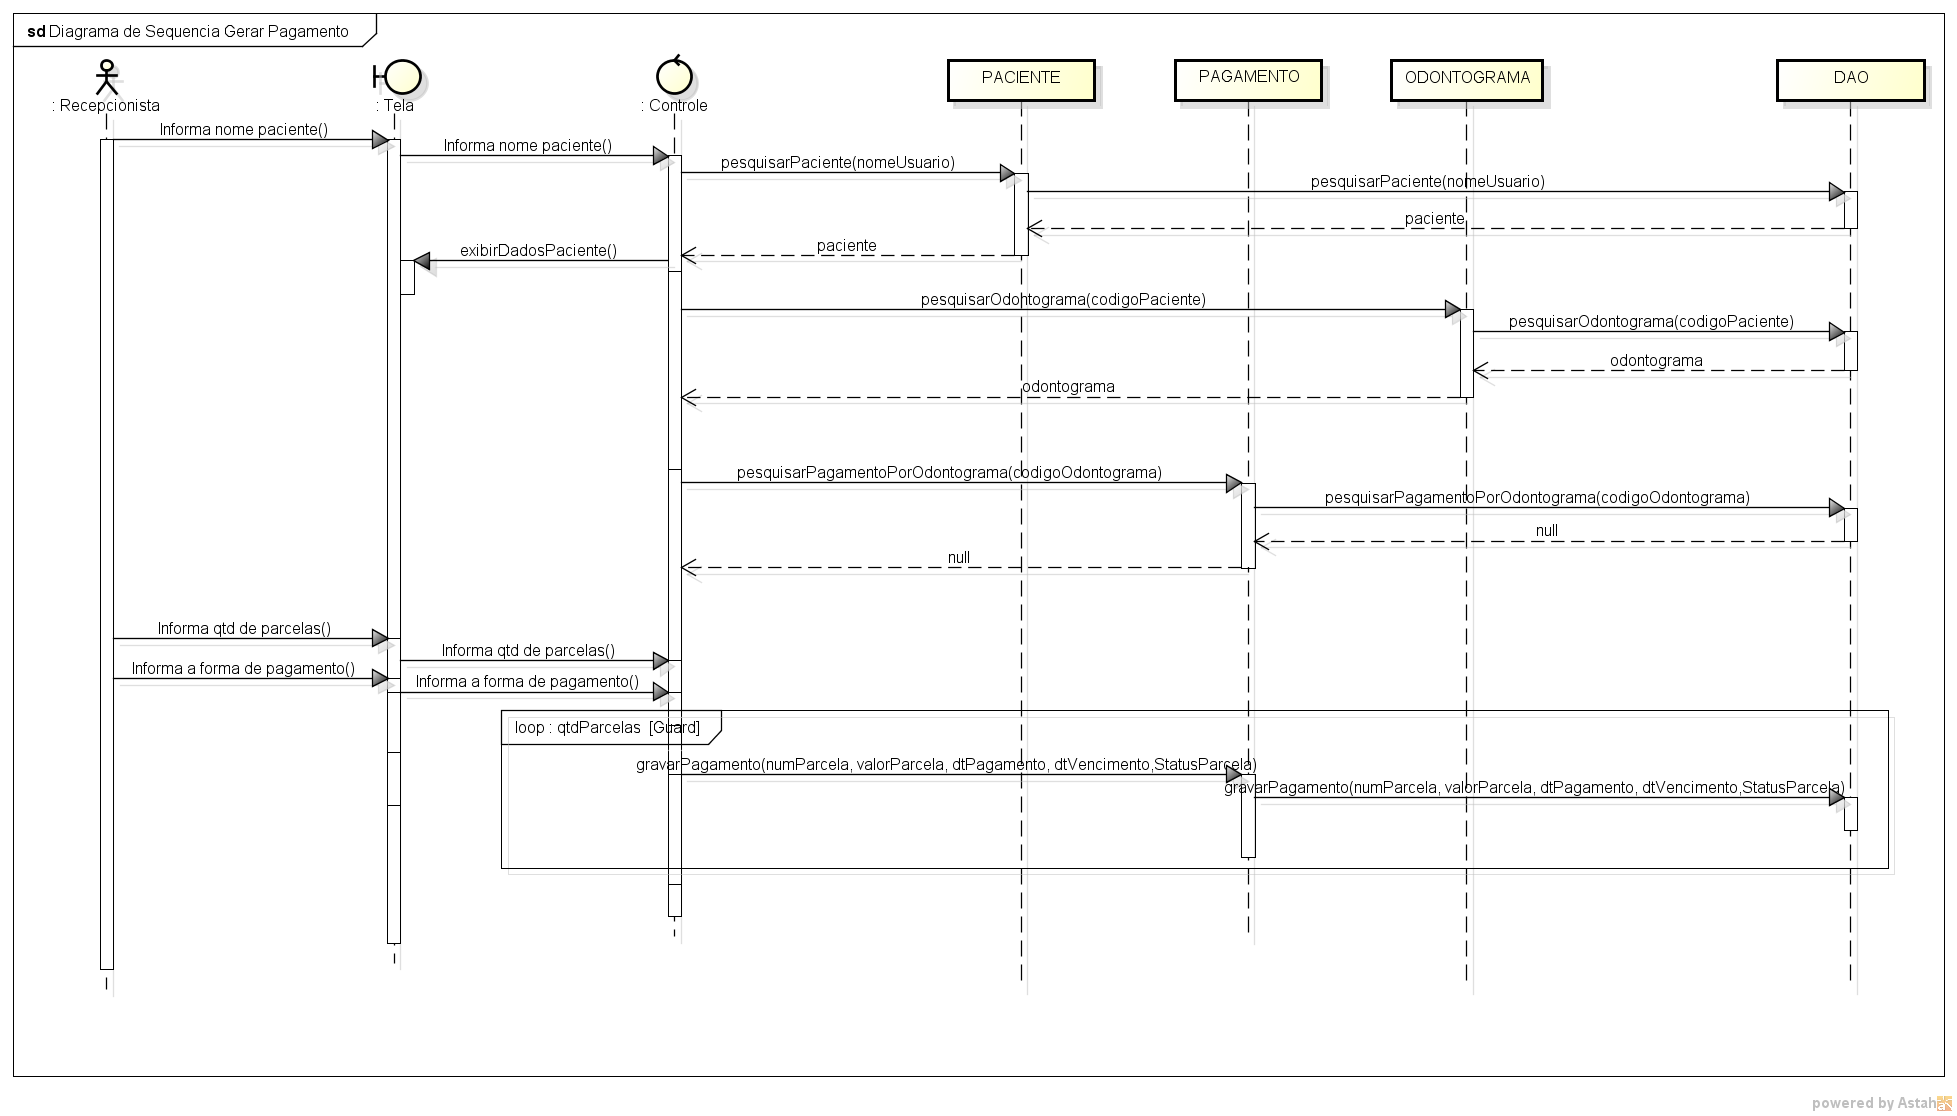 sd Diagrama de Sequencia Gerar Pagamento
: Recepcionista
: Tela
: Controle
PACIENTE
PAGAMENTO
ODONTOGRAMA
DAO
Informa nome paciente()
Informa nome paciente()
pesquisarPaciente(nomeUsuario)
pesquisarPaciente(nomeUsuario)
paciente
paciente
exibirDadosPaciente()
pesquisarOdontograma(codigoPaciente)
pesquisarOdontograma(codigoPaciente)
odontograma
odontograma
pesquisarPagamentoPorOdontograma(codigoOdontograma)
pesquisarPagamentoPorOdontograma(codigoOdontograma)
null
null
Informa qtd de parcelas()
Informa qtd de parcelas()
Informa a forma de pagamento()
Informa a forma de pagamento()
loop : qtdParcelas [Guard]
gravarPagamento(numParcela, valorParcela, dtPagamento, dtVencimento,StatusParcela)
gravarPagamento(numParcela, valorParcela, dtPagamento, dtVencimento,StatusParcela)
powered by Astah